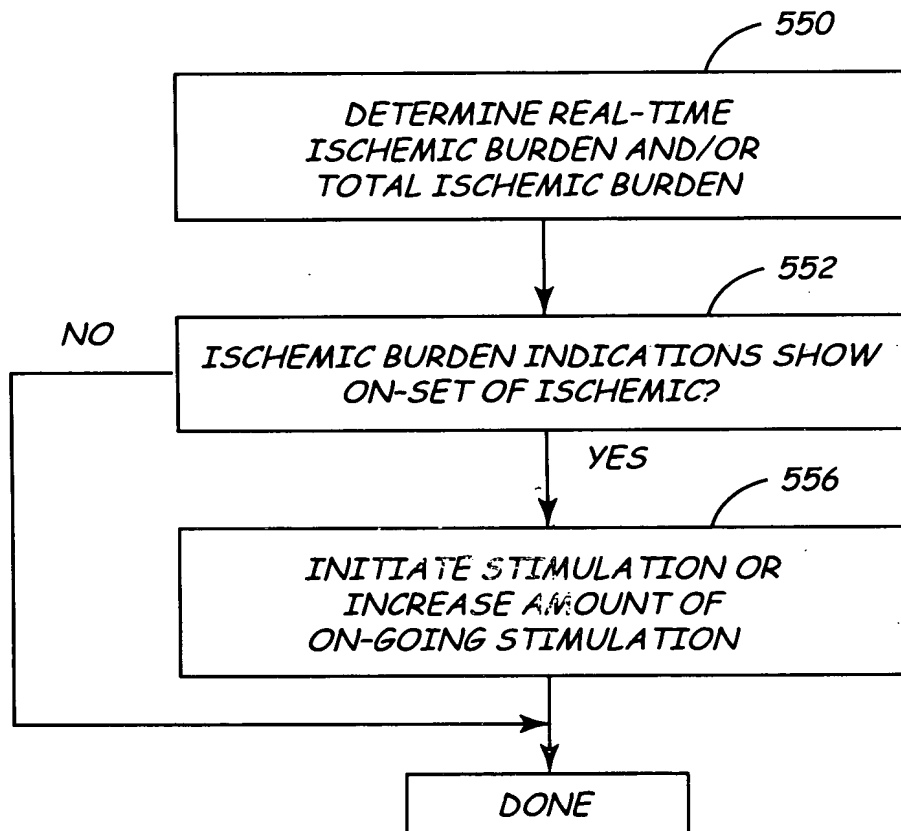 550
DETERMINE REAL-TIME
ISCHEMIC BURDEN AND/OR
TOTAL ISCHEMIC BURDEN
552
NO
ISCHEMIC BURDEN INDICATIONS SHOW
ON-SET OF ISCHEMIC?
YES
556
INITIATE STIMULATION OR
INCREASE AMOUNT OF
ON-GOING STIMULATION
DONE